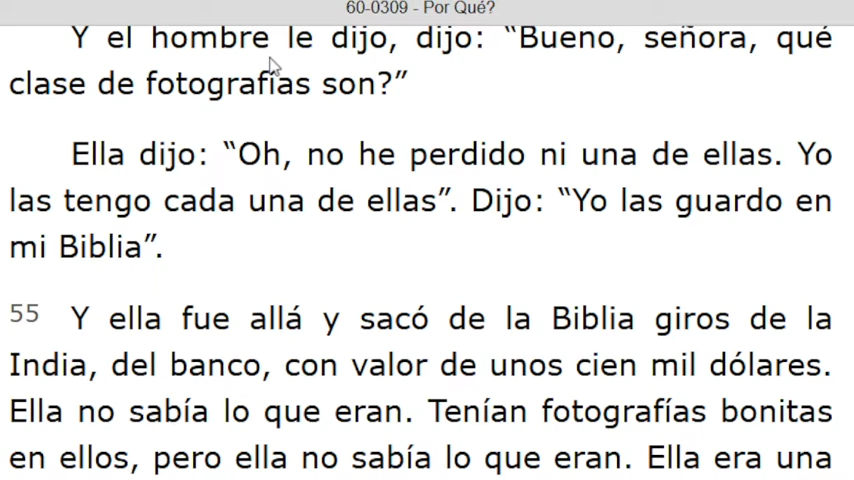 60-0309 - Por Qué?
Y el hombre le dijo, dijo: “Bueno, señora, qué
clase de fotografías son?”
Ella dijo: “Oh, no he perdido ni una de ellas. Yo
las tengo cada una de ellas”. Dijo: “Yo las guardo en
mi Biblia”.
55 Y ella fue allá y sacó de la Biblia giros de la
India, del banco, con valor de unos cien mil dólares.
Ella no sabía lo que eran. Tenían fotografías bonitas
en ellos, pero ella no sabía lo que eran. Ella era una